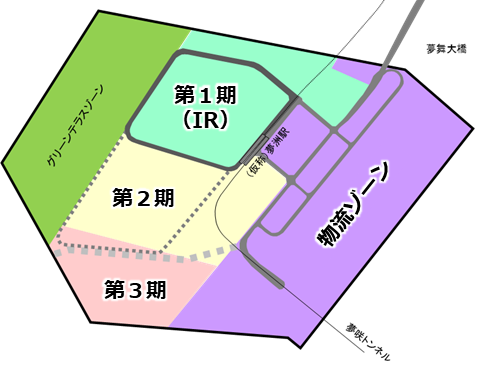 夢舞大橋
グリーンテラスゾーン
第1期
(IR)
(仮称)夢洲駅
第2期
物流ゾーン
第3期
夢咲トンネル